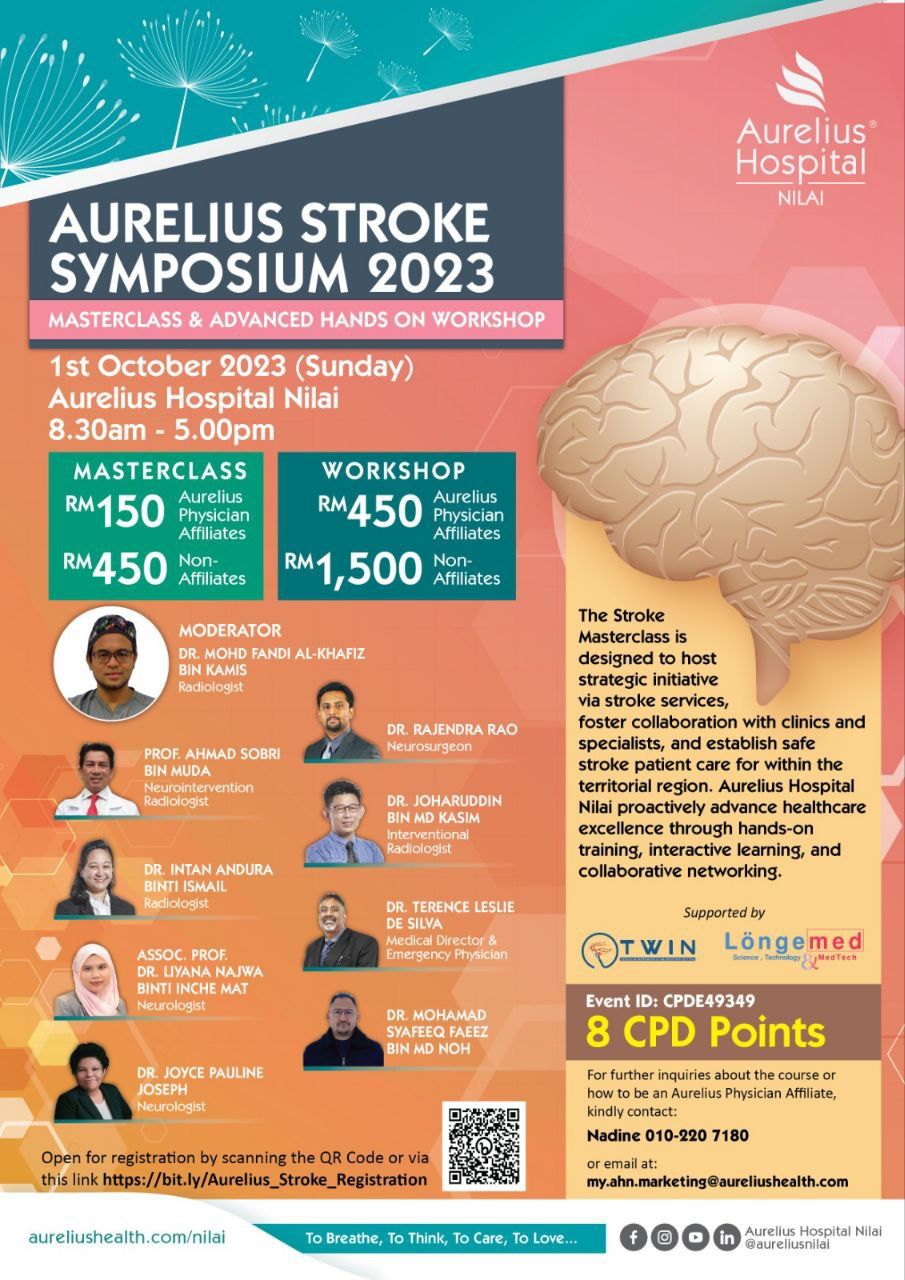 Aurelius®
Hospital
NILAI
AURELIUS STROKE
SYMPOSIUM 2023
MASTERCLASS & ADVANCED HANDS ON WORKSHOP
1st October 2023 (Sunday)
Aurelius Hospital Nilai
8.30am - 5.00pm
MASTERCLASS
RM150 Aurelius
Physician
Affiliates
RM450 Non-
Affiliates
WORKSHOP
RM450 Aurelius
Physician
Affiliates
RM1,500 Non-
Affiliates
MODERATOR
DR. MOHD FANDI AL-KHAFIZ
BIN KAMIS
Radiologist
DR. RAJENDRA RAO
Neurosurgeon
PROF. AHMAD SOBRI
BIN MUDA
Neurointervention
Radiologist
DR. JOHARUDDIN
BIN MD KASIM
Interventional
Radiologist
DR. INTAN ANDURA
BINTI ISMAIL
Radiologist
DR. TERENCE LESLIE
DE SILVA
Medical Director &
Emergency Physician
ASSOC. PROF.
DR. LIYANA NAJWA
BINTI INCHE MAT
Neurologist
DR. MOHAMAD
SYAFEEQ FAEEZ
BIN MD NOH
DR. JOYCE PAULINE
JOSEPH
Neurologist
Open for registration by scanning the QR Code or via
this link https://bit.ly/Aurelius_Stroke_Registration
The Stroke
Masterclass is
designed to host
strategic initiative
via stroke services,
foster collaboration with clinics and
specialists, and establish safe
stroke patient care for within the
territorial region. Aurelius Hospital
Nilai proactively advance healthcare
excellence through hands-on
training, interactive learning, and
collaborative networking.
Supported by
TWIN
Löngemed
Science , Technology & MedTech
Event ID: CPDE49349
8 CPD Points
For further inquiries about the course or
how to be an Aurelius Physician Affiliate,
kindly contact:
Nadine 010-220 7180
or email at:
my.ahn.marketing@aureliushealth.com
aureliushealth.com/nilai
To Breathe, To Think, To Care, To Love...
Aurelius Hospital Nilai
@aureliusnilai